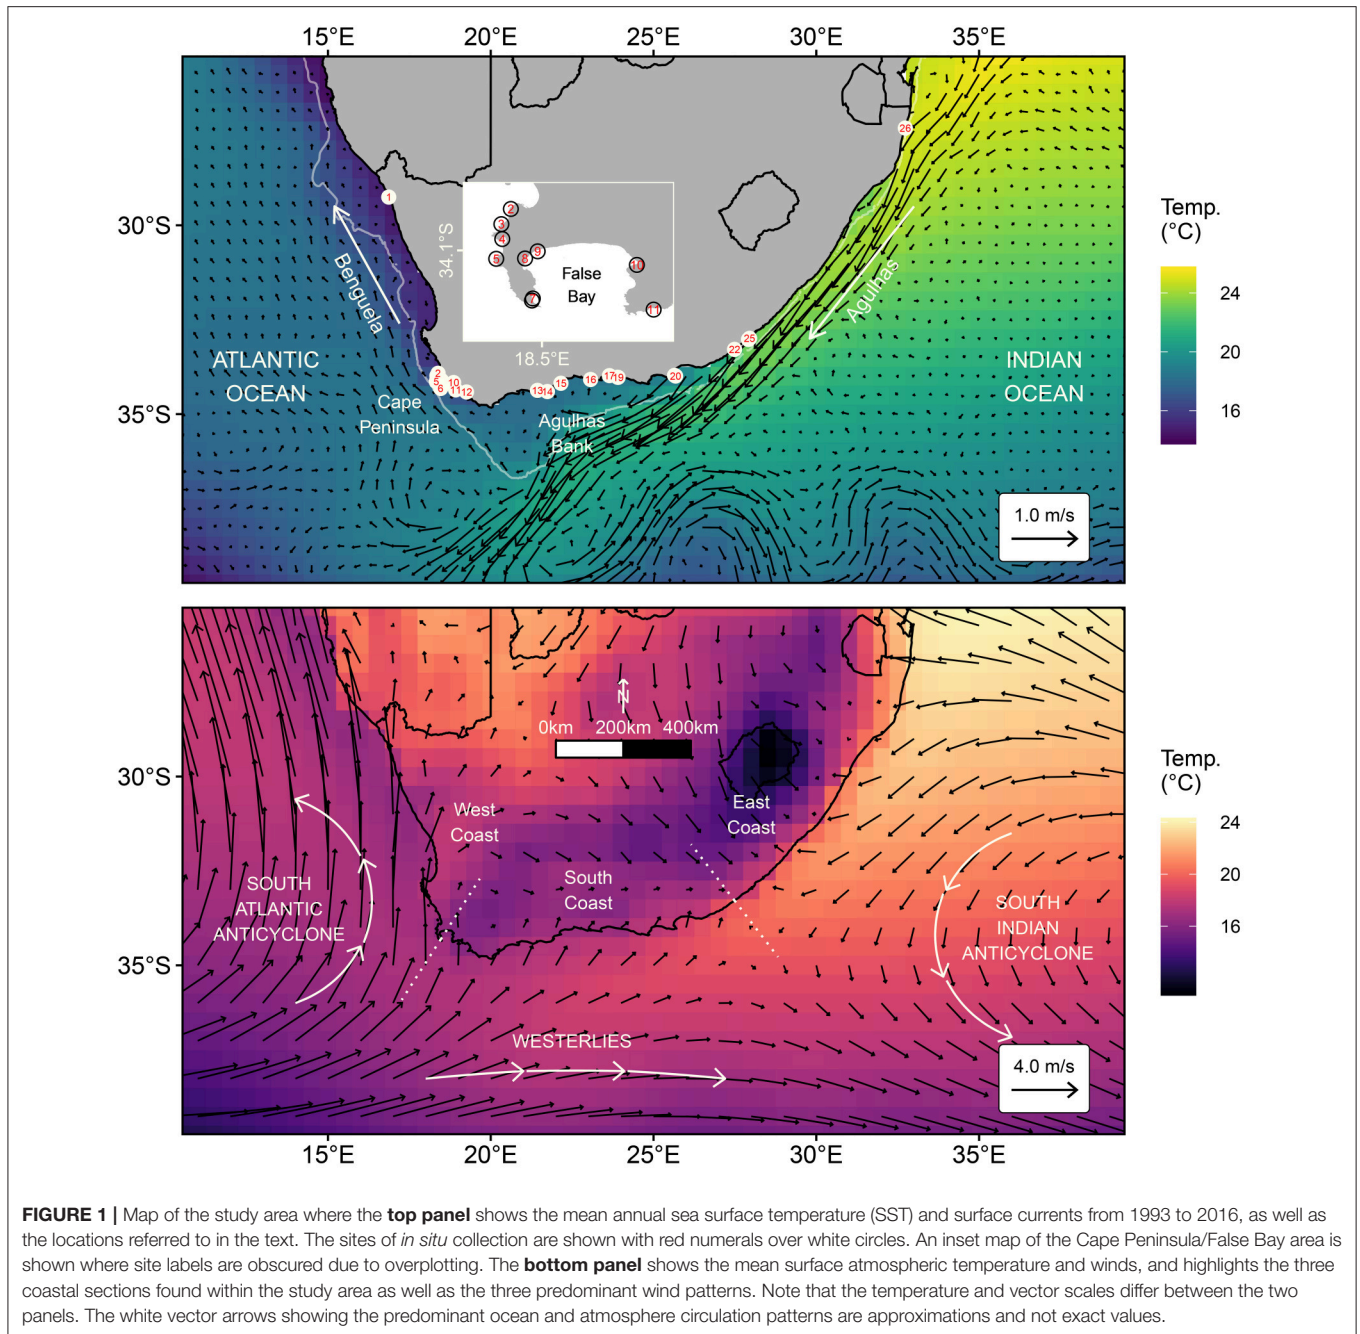 15°E 20°E 25°E 30°E 35°E
26
1
30°S
2
3
4
5
8
9
7
10
11
False
Bay
34.1°S
18.5°E
Benguela
Agulhas
ATLANTIC
OCEAN
INDIAN
OCEAN
2
5
6
10
11
12
13
14
15
16
17
19
20
22
25
Cape
Peninsula
Agulhas
Bank
35°S
1.0 m/s
Temp.
(°C)
24
20
16
N
0km 200km 400km
30°S
West
Coast
East
Coast
South
Coast
SOUTH
ATLANTIC
ANTICYCLONE
SOUTH
INDIAN
ANTICYCLONE
35°S
WESTERLIES
4.0 m/s
Temp.
(°C)
24
20
16
15°E 20°E 25°E 30°E 35°E
FIGURE 1 | Map of the study area where the top panel shows the mean annual sea surface temperature (SST) and surface currents from 1993 to 2016, as well as
the locations referred to in the text. The sites of in situ collection are shown with red numerals over white circles. An inset map of the Cape Peninsula/False Bay area is
shown where site labels are obscured due to overplotting. The bottom panel shows the mean surface atmospheric temperature and winds, and highlights the three
coastal sections found within the study area as well as the three predominant wind patterns. Note that the temperature and vector scales differ between the two
panels. The white vector arrows showing the predominant ocean and atmosphere circulation patterns are approximations and not exact values.